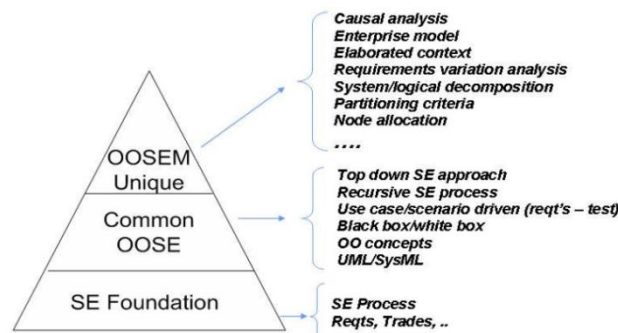 Causal analysis
Enterprise model
Elaborated context
Requirements variation analysis
System/logical decomposition
Partitioning criteria
Node allocation
....
OOSEM
Unique
Top down SE approach
Recursive SE process
Use case/scenario driven (reqt's – test)
Black box/white box
OO concepts
UML/SysML
Common
OOSE
SE Foundation
SE Process
Reqts, Trades, ..